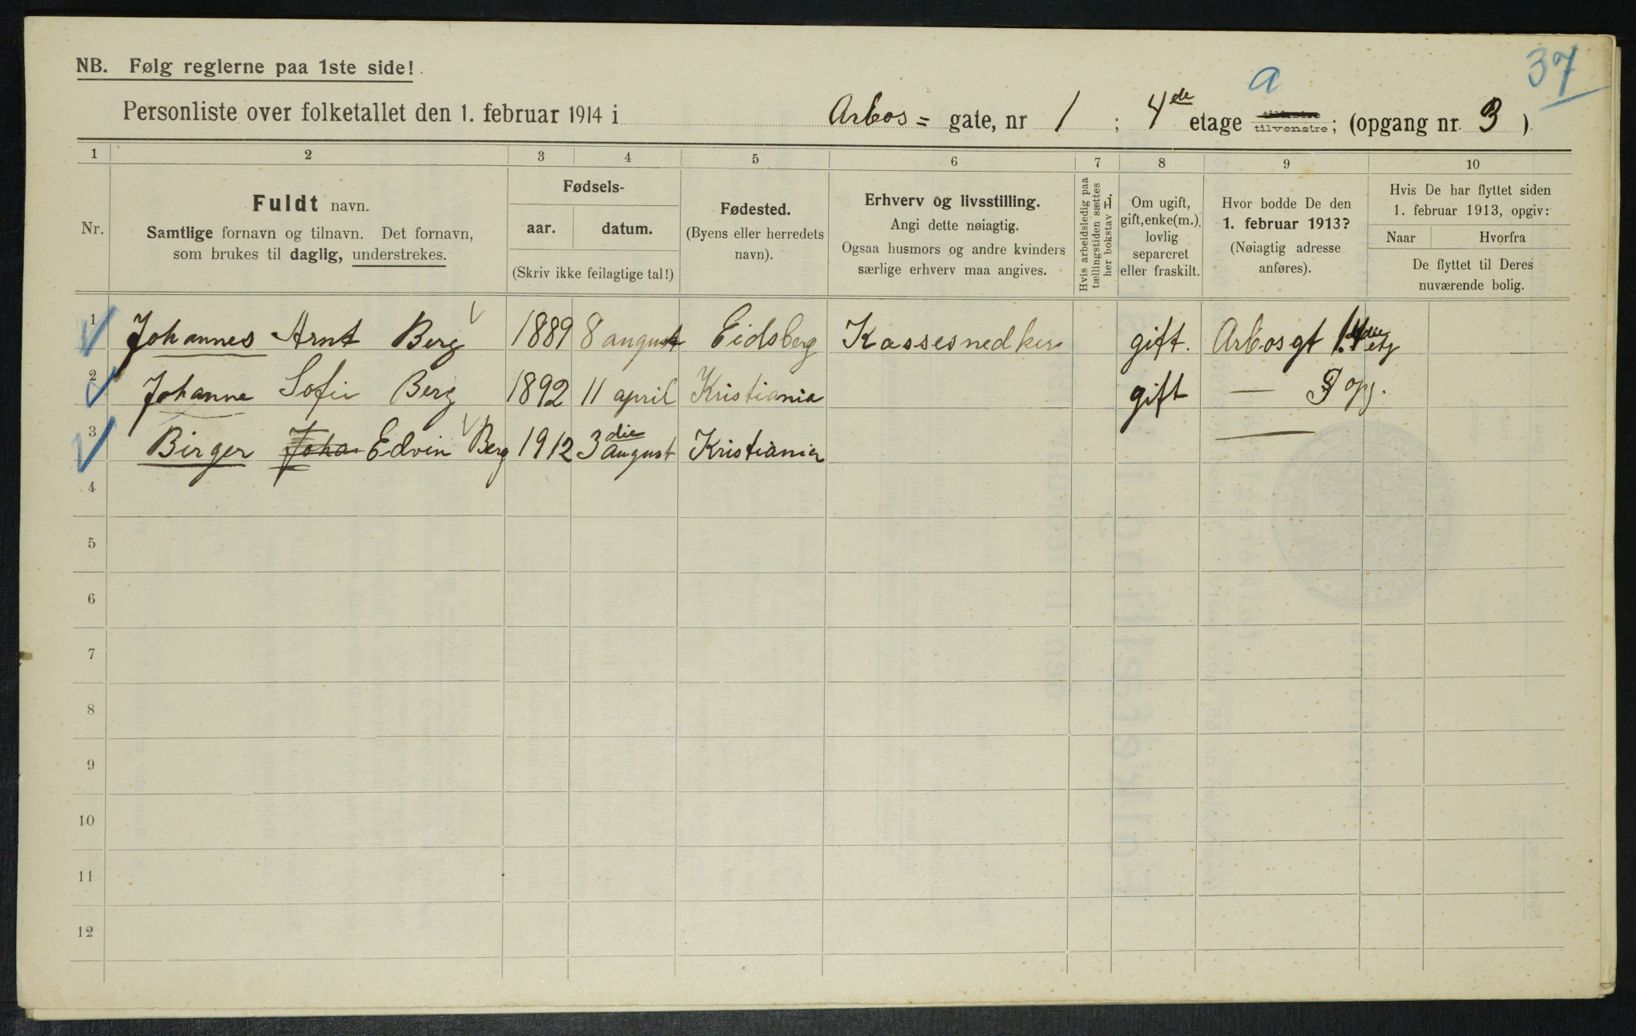 37
NB. Følg reglerne paa 1ste side!
a
Personliste over folketallet den 1. februar 1914 i Arbos= gate, nr 1 ; 4de etage tilhøire tilvenstre; (opgang nr. 3 )
1 2 3 4 5 6 7 8 9 10
Nr.
Fuldt navn.
Samtlige fornavn og tilnavn. Det fornavn,
som brukes til daglig, understrekes.
Fødsels-
aar. datum.
(Skriv ikke feilagtige tal!)
Fødested.
(Byens eller herredets
navn).
Erhverv og livsstilling.
Angi dette nøiagtig.
Ogsaa husmors og andre kvinders
særlige erhverv maa angives.
Hvis arbeidsledig paa
tællingstiden sættes
her bokstav L.
Om ugift,
gift, enke(m.),
lovlig
separeret
eller fraskilt.
Hvor bodde De den
1. februar 1913?
(Nøiagtig adresse
anføres).
Hvis De har flyttet siden
1. februar 1913, opgiv:
Naar Hvorfra
De flyttet til Deres
nuværende bolig.
1 Johannes Arnt Berg 1889 8 august Eidsberg Kassesnedker gift. Arbosgt 1.4de etg
2 Johanne Sofie Berg 1892 11 april Kristiania gift — 3 opg.
3 Birger Johan Edvin Berg 1912 3die august Kristiania —
4
5
6
7
8
9
10
11
12